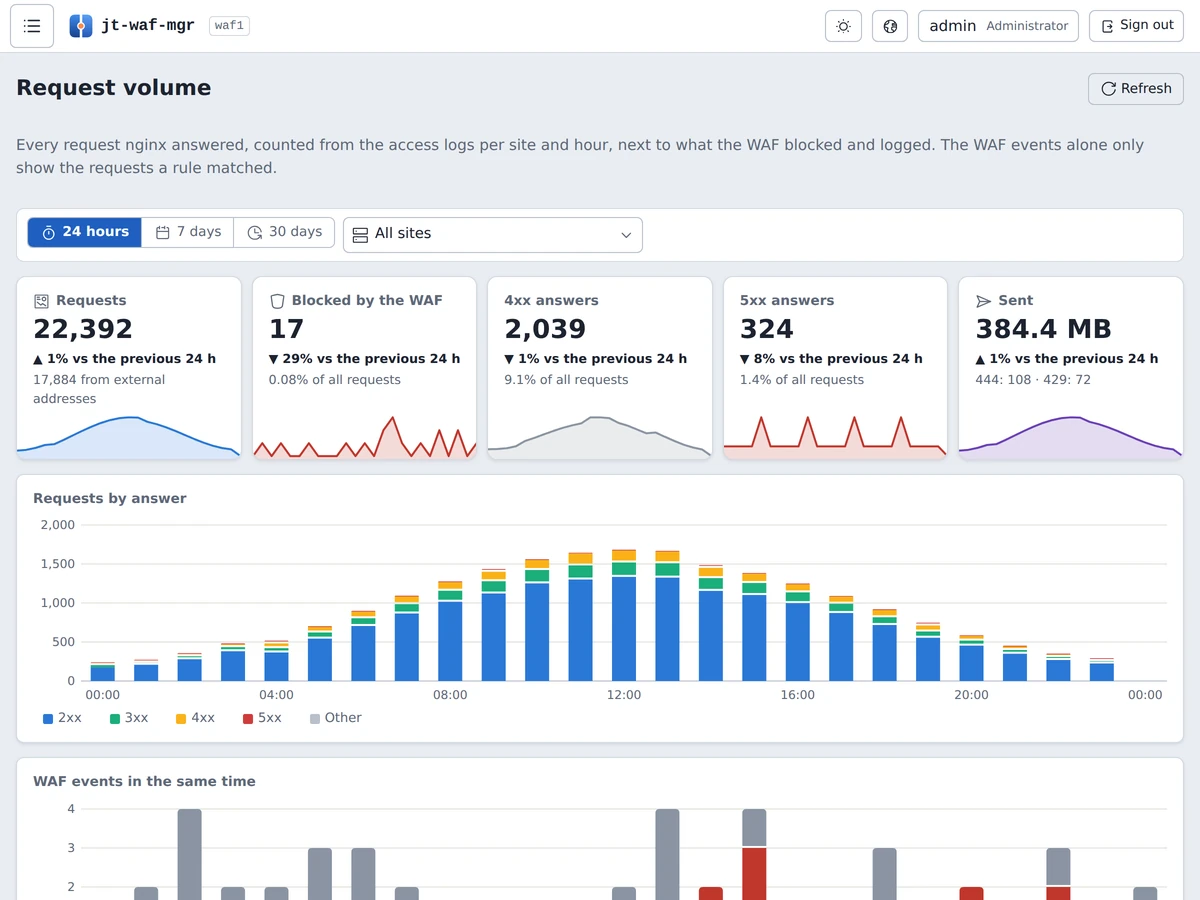 jt-waf-mgr
waf1
admin Administrator
Sign out
Request volume
Refresh
Every request nginx answered, counted from the access logs per site and hour, next to what the WAF blocked and logged. The WAF events alone only
show the requests a rule matched.
24 hours
7 days
30 days
All sites
Requests
22,392
▲ 1% vs the previous 24 h
17,884 from external
addresses
Blocked by the WAF
17
▼ 29% vs the previous 24 h
0.08% of all requests
4xx answers
2,039
▼ 1% vs the previous 24 h
9.1% of all requests
5xx answers
324
▼ 8% vs the previous 24 h
1.4% of all requests
Sent
384.4 MB
▲ 1% vs the previous 24 h
444: 108 · 429: 72
Requests by answer
2,000
1,500
1,000
500
0
00:00 04:00 08:00 12:00 16:00 20:00 00:00
2xx 3xx 4xx 5xx Other
WAF events in the same time
4
3
2